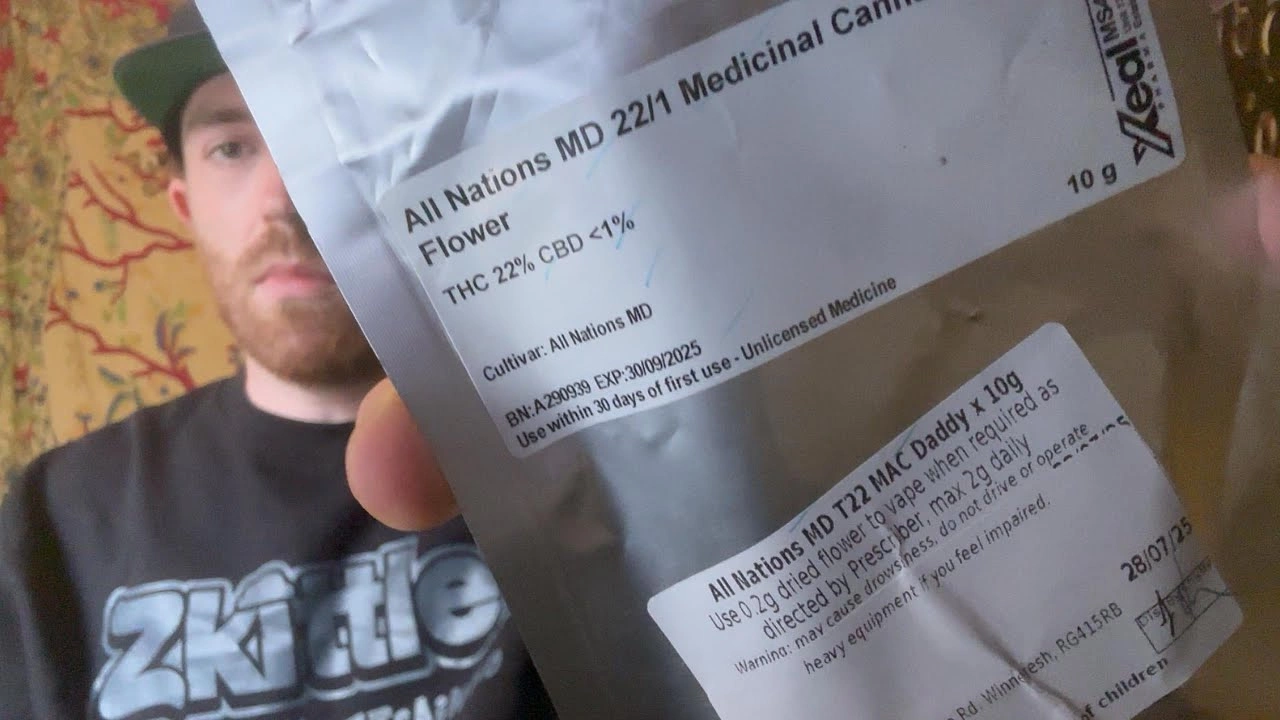 All Nations MD 22/1 Medicinal
Flower
THC 22% CBD <1%
Cultivar: All Nations MD
BN:A290939 EXP:30/09/2025
Use within 30 days of first use - Unlicensed Medicine
10 g
Xeal
PHARMA
All Nations MD T22 MAC Daddy x 10g
Use 0.2g dried flower to vape when required as
directed by Prescriber, max 2g daily
Warning: may cause drowsiness, do not drive or operate
heavy equipment if you feel impaired.
28/07/25
Rd. Winnersh, RG415RB
of children
Zkittle